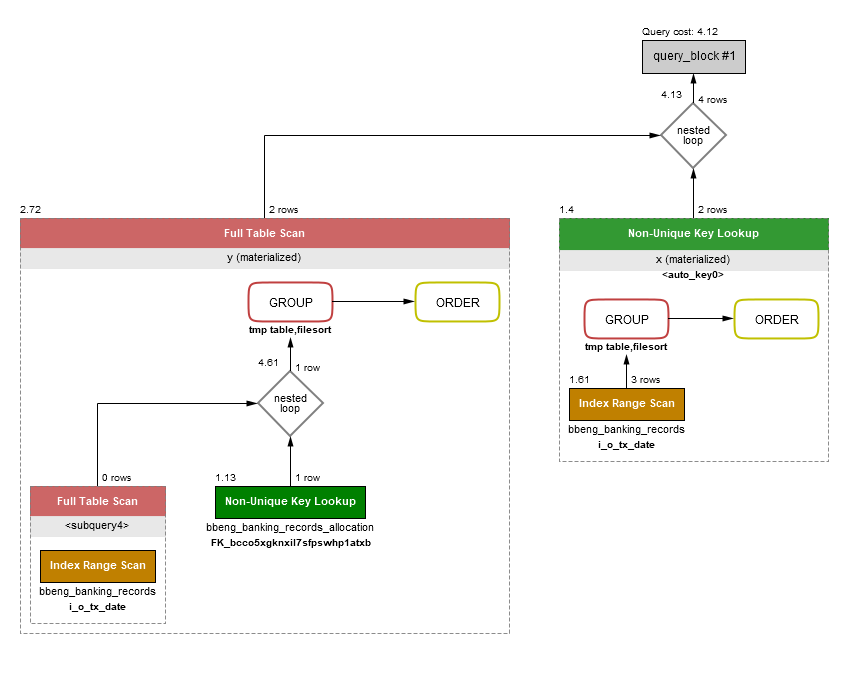 Query cost: 4.12
query_block #1
4.13
4 rows
nested
loop
2.72
2 rows
Full Table Scan
y (materialized)
GROUP
ORDER
tmp table,filesort
4.61
1 row
nested
loop
0 rows
Full Table Scan
<subquery4>
Index Range Scan
bbeng_banking_records
i_o_tx_date
1.13
1 row
Non-Unique Key Lookup
bbeng_banking_records_allocation
FK_bcco5xgknxil7sfpswhp1atxb
1.4
2 rows
Non-Unique Key Lookup
x (materialized)
<auto_key0>
GROUP
ORDER
tmp table,filesort
1.61
3 rows
Index Range Scan
bbeng_banking_records
i_o_tx_date